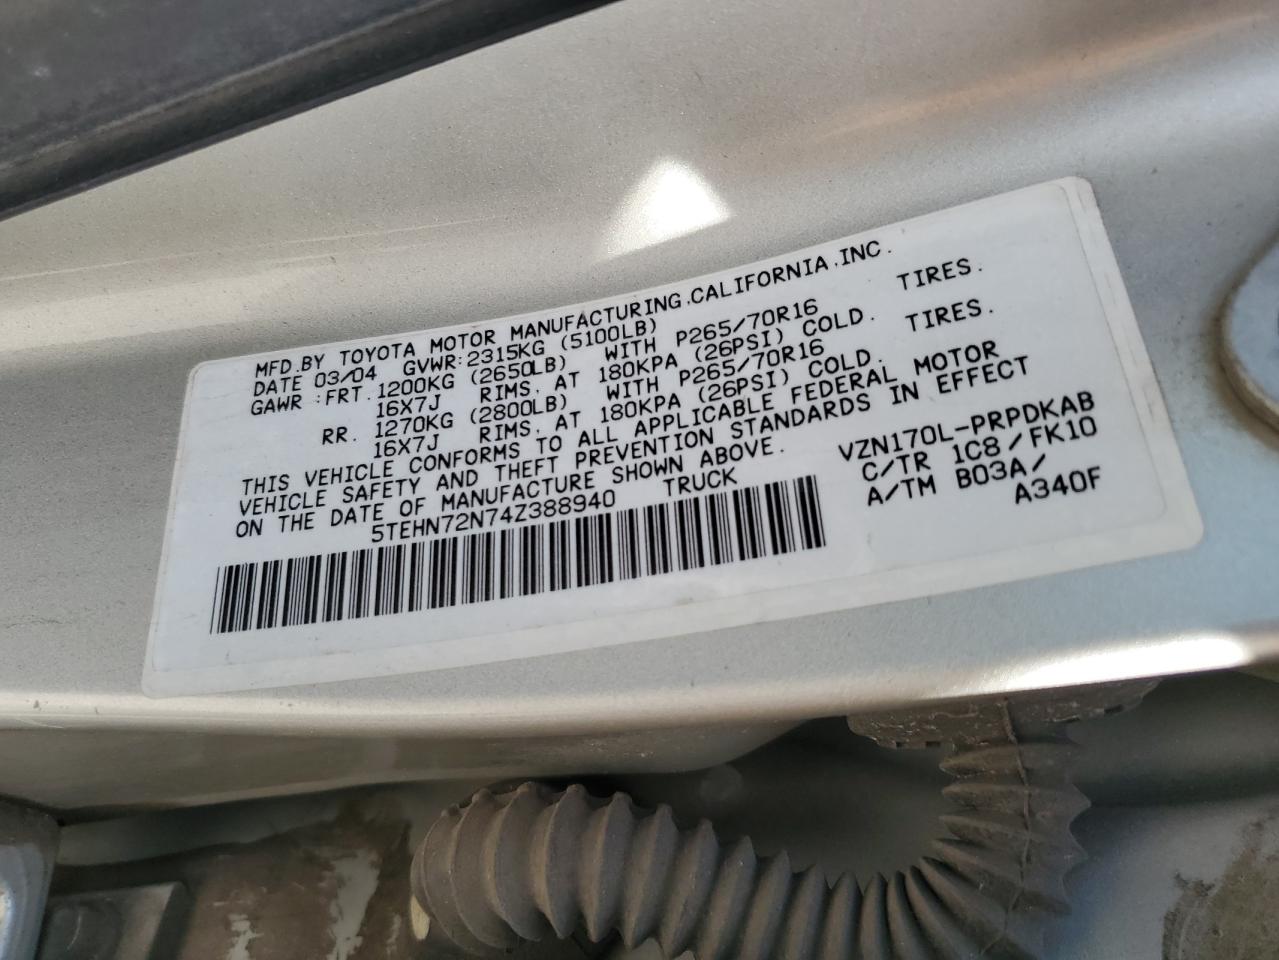 MFD.BY TOYOTA MOTOR MANUFACTURING,CALIFORNIA,INC.
DATE 03/04 GVWR:2315KG (5100LB)
GAWR :FRT. 1200KG (2650LB) WITH P265/70R16 TIRES.
16X7J RIMS, AT 180KPA (26PSI) COLD.
RR. 1270KG (2800LB) WITH P265/70R16 TIRES.
16X7J RIMS, AT 180KPA (26PSI) COLD.
THIS VEHICLE CONFORMS TO ALL APPLICABLE FEDERAL MOTOR
VEHICLE SAFETY AND THEFT PREVENTION STANDARDS IN EFFECT
ON THE DATE OF MANUFACTURE SHOWN ABOVE.
5TEHN72N74Z388940 TRUCK
VZN170L-PRPDKAB
C/TR 1C8/FK10
A/TM B03A/
A340F